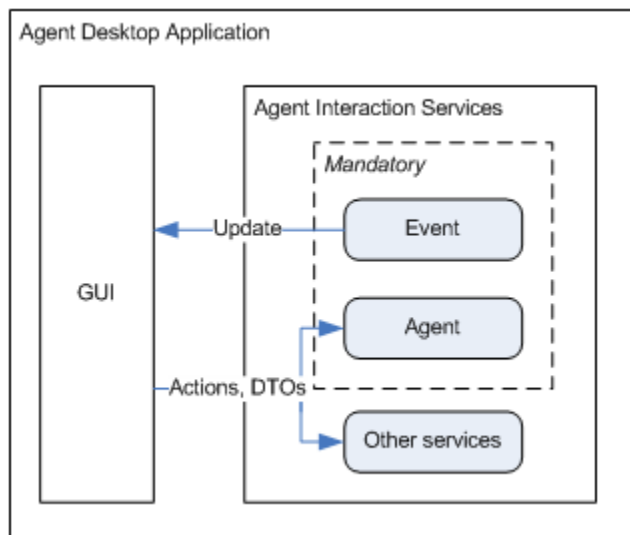 Agent Desktop Application
Agent Interaction Services
Mandatory
Event
Update
GUI
Agent
Actions, DTOs
Other services